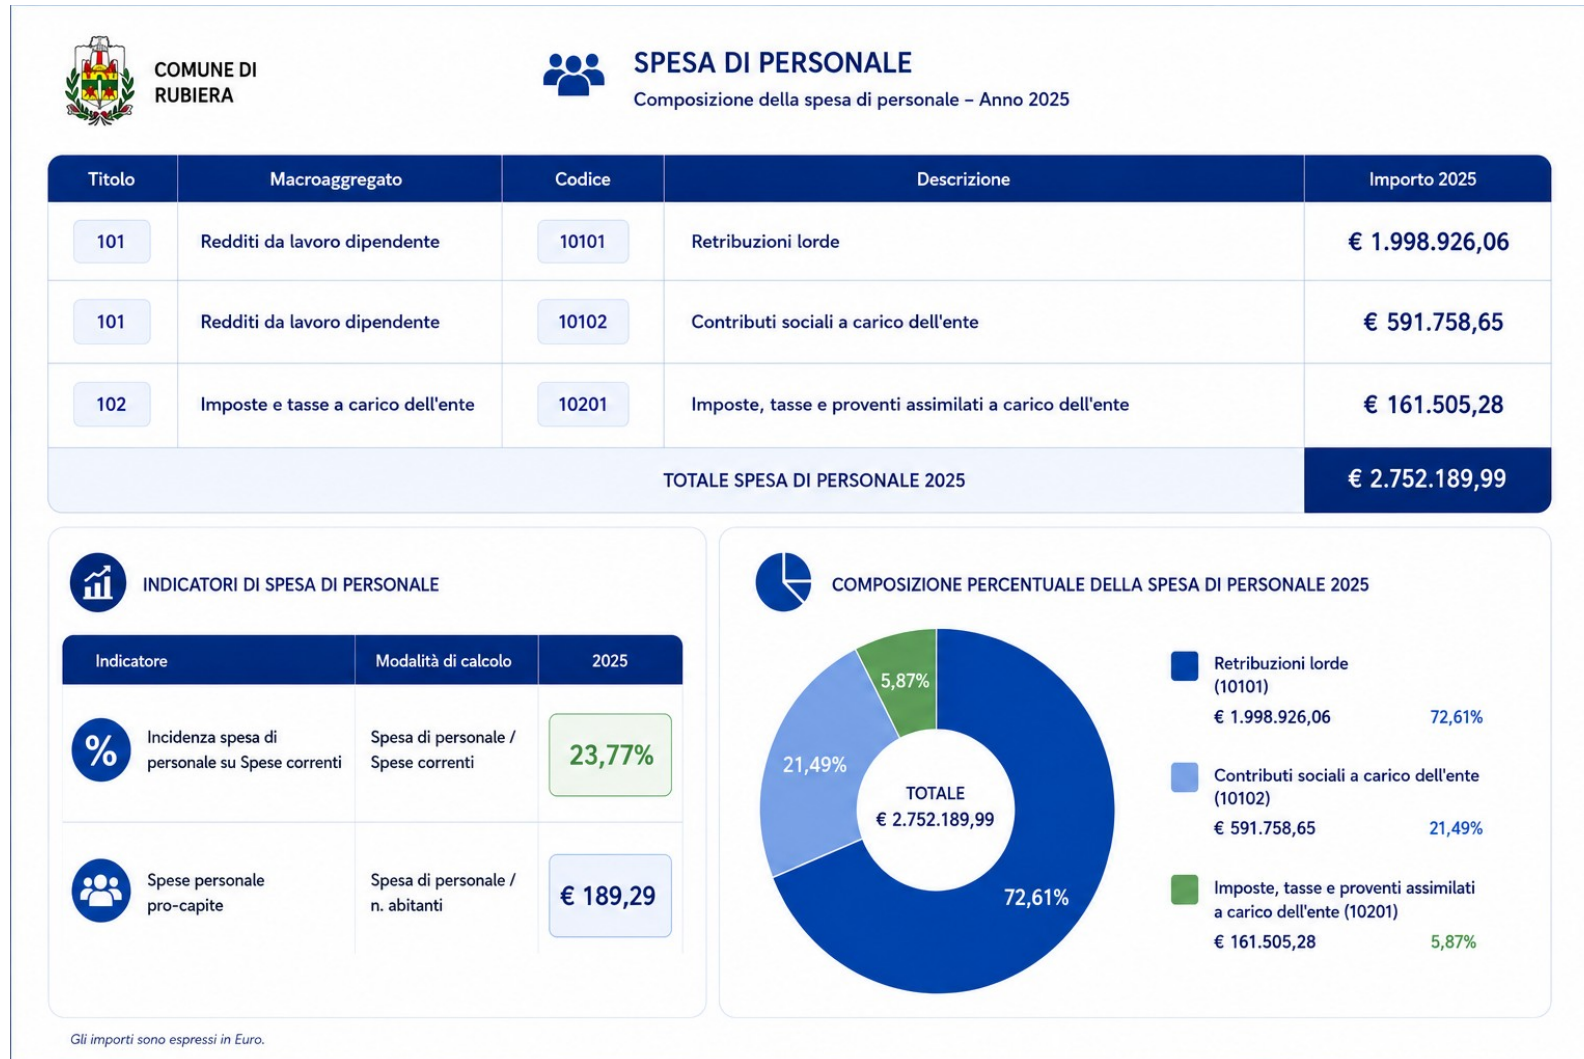 COMUNE DI
RUBIERA
SPESA DI PERSONALE
Composizione della spesa di personale – Anno 2025
Titolo Macroaggregato Codice Descrizione Importo 2025
101 Redditi da lavoro dipendente 10101 Retribuzioni lorde € 1.998.926,06
101 Redditi da lavoro dipendente 10102 Contributi sociali a carico dell'ente € 591.758,65
102 Imposte e tasse a carico dell'ente 10201 Imposte, tasse e proventi assimilati a carico dell'ente € 161.505,28
TOTALE SPESA DI PERSONALE 2025 € 2.752.189,99
INDICATORI DI SPESA DI PERSONALE
Indicatore Modalità di calcolo 2025
%
Incidenza spesa di
personale su Spese correnti
Spesa di personale /
Spese correnti
23,77%
Spese personale
pro-capite
Spesa di personale /
n. abitanti
€ 189,29
COMPOSIZIONE PERCENTUALE DELLA SPESA DI PERSONALE 2025
5,87%
21,49%
TOTALE
€ 2.752.189,99
72,61%
Retribuzioni lorde
(10101)
€ 1.998.926,06 72,61%
Contributi sociali a carico dell'ente
(10102)
€ 591.758,65 21,49%
Imposte, tasse e proventi assimilati
a carico dell'ente (10201)
€ 161.505,28 5,87%
Gli importi sono espressi in Euro.